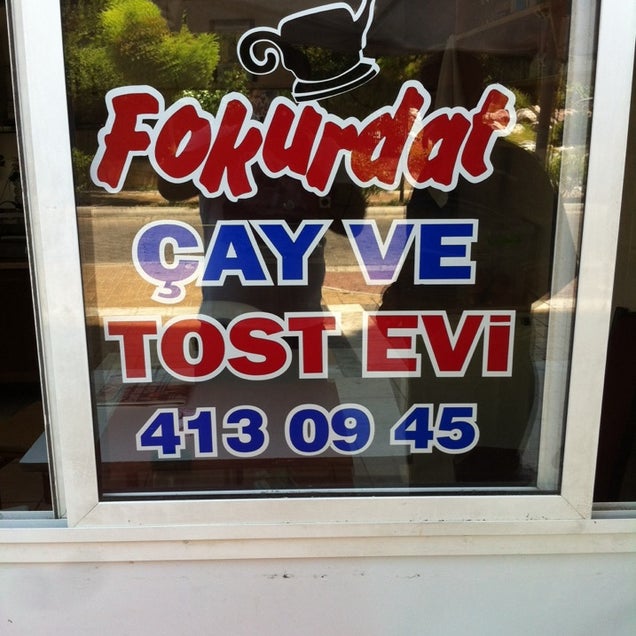 Fokurdat
ÇAY VE
TOST EVİ
413 09 45